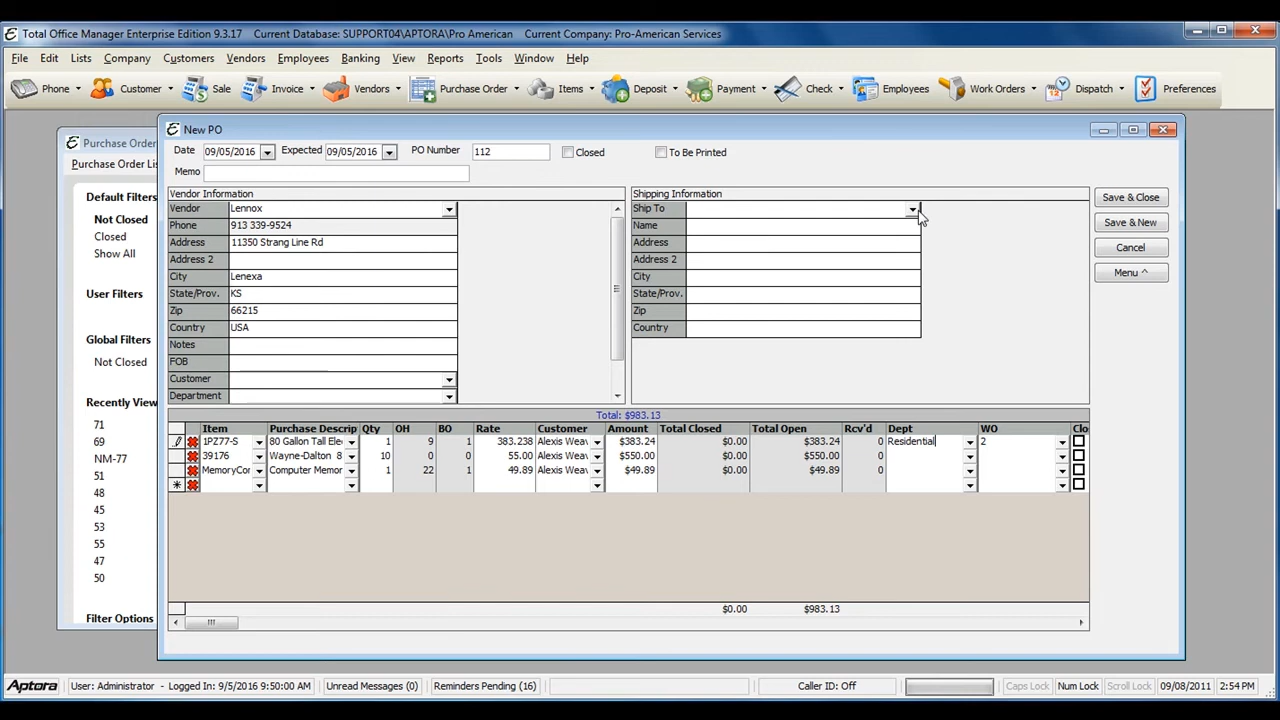 Total Office Manager Enterprise Edition 9.3.17 Current Database: SUPPORT04\APTORA\Pro American Current Company: Pro-American Services
File Edit Lists Company Customers Vendors Employees Banking View Reports Tools Window Help
Phone Customer Sale Invoice Vendors Purchase Order Items Deposit Payment Check Employees Work Orders Dispatch Preferences
Purchase Order
Purchase Order Lis
Default Filters
Not Closed
Closed
Show All
User Filters
Global Filters
Not Closed
Recently View
71
69
NM-77
51
48
45
53
55
47
50
Filter Options
New PO
Date 09/05/2016 Expected 09/05/2016 PO Number 112 Closed To Be Printed
Memo
Vendor Information
Vendor Lennox
Phone 913 339-9524
Address 11350 Strang Line Rd
Address 2
City Lenexa
State/Prov. KS
Zip 66215
Country USA
Notes
FOB
Customer
Department
Shipping Information
Ship To
Name
Address
Address 2
City
State/Prov.
Zip
Country
Save & Close
Save & New
Cancel
Menu ^
Total: $983.13
Item Purchase Descrip Qty OH BO Rate Customer Amount Total Closed Total Open Rcv'd Dept WO Clo
1PZ77-S 80 Gallon Tall Ele 1 9 1 383.238 Alexis Weav $383.24 $0.00 $383.24 0 Residential 2
39176 Wayne-Dalton 8 10 0 0 55.00 Alexis Weav $550.00 $0.00 $550.00 0
MemoryCor Computer Memor 1 22 1 49.89 Alexis Weav $49.89 $0.00 $49.89 0
$0.00 $983.13
Aptora User: Administrator - Logged In: 9/5/2016 9:50:00 AM Unread Messages (0) Reminders Pending (16) Caller ID: Off Caps Lock Num Lock Scroll Lock 09/08/2011 2:54 PM